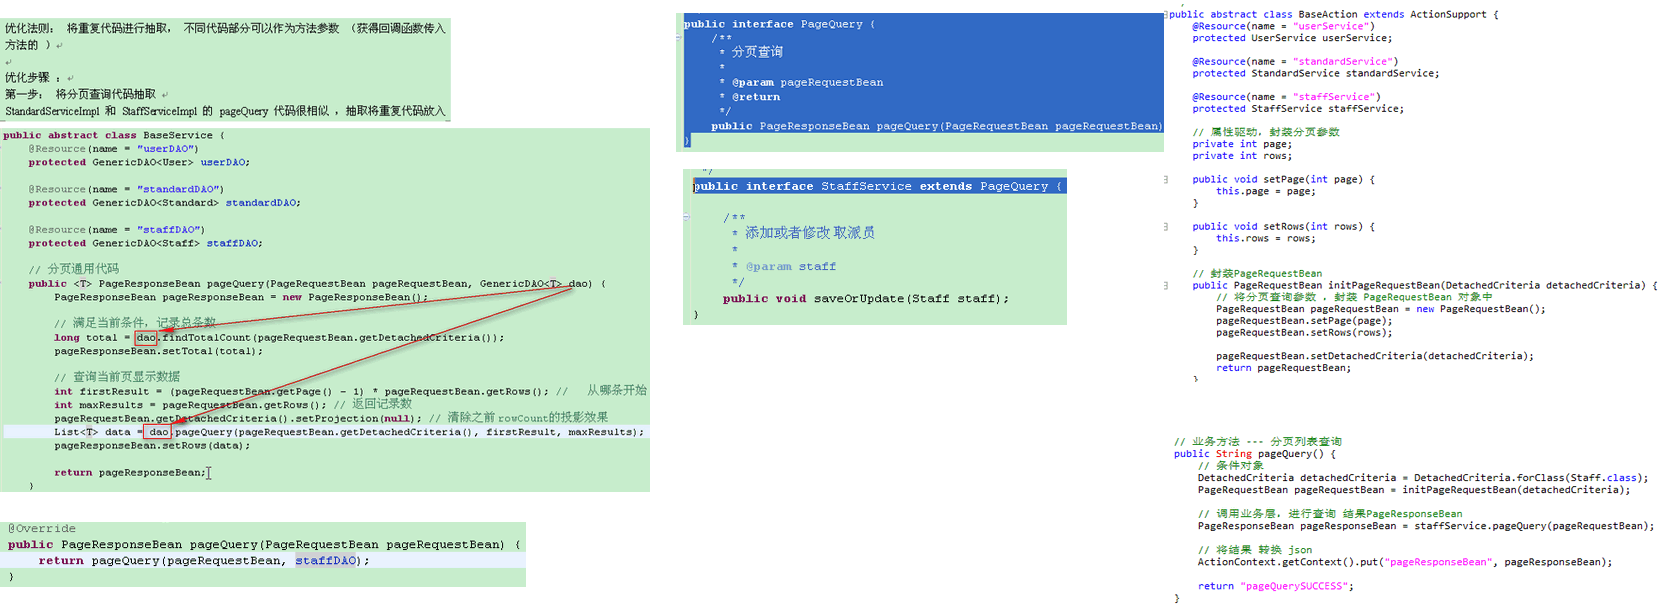 优化法则： 将重复代码进行抽取， 不同代码部分可以作为方法参数 （获得回调函数传入
方法的 ）
优化步骤 ：
第一步： 将分页查询代码抽取
StandardServiceImpl 和 StaffServiceImpl 的 pageQuery 代码很相似 ，抽取将重复代码放入
public abstract class BaseService {
@Resource(name = "userDAO")
protected GenericDAO<User> userDAO;
@Resource(name = "standardDAO")
protected GenericDAO<Standard> standardDAO;
@Resource(name = "staffDAO")
protected GenericDAO<Staff> staffDAO;
// 分页通用代码
public <T> PageResponseBean pageQuery(PageRequestBean pageRequestBean, GenericDAO<T> dao) {
PageResponseBean pageResponseBean = new PageResponseBean();
// 满足当前条件，记录总条数
long total = dao.findTotalCount(pageRequestBean.getDetachedCriteria());
pageResponseBean.setTotal(total);
// 查询当前页显示数据
int firstResult = (pageRequestBean.getPage() - 1) * pageRequestBean.getRows(); // 从哪条开始
int maxResults = pageRequestBean.getRows(); // 返回记录数
pageRequestBean.getDetachedCriteria().setProjection(null); // 清除之前 rowCount的投影效果
List<T> data = dao.pageQuery(pageRequestBean.getDetachedCriteria(), firstResult, maxResults);
pageResponseBean.setRows(data);
return pageResponseBean;
}
@Override
public PageResponseBean pageQuery(PageRequestBean pageRequestBean) {
return pageQuery(pageRequestBean, staffDAO);
}
public interface PageQuery {
/**
* 分页查询
*
* @param pageRequestBean
* @return
*/
public PageResponseBean pageQuery(PageRequestBean pageRequestBean)
}
*/
public interface StaffService extends PageQuery {
/**
* 添加或者修改 取派员
*
* @param staff
*/
public void saveOrUpdate(Staff staff);
}
public abstract class BaseAction extends ActionSupport {
@Resource(name = "userService")
protected UserService userService;
@Resource(name = "standardService")
protected StandardService standardService;
@Resource(name = "staffService")
protected StaffService staffService;
// 属性驱动，封装分页参数
private int page;
private int rows;
public void setPage(int page) {
this.page = page;
}
public void setRows(int rows) {
this.rows = rows;
}
// 封装PageRequestBean
public PageRequestBean initPageRequestBean(DetachedCriteria detachedCriteria) {
// 将分页查询参数 ，封装 PageRequestBean 对象中
PageRequestBean pageRequestBean = new PageRequestBean();
pageRequestBean.setPage(page);
pageRequestBean.setRows(rows);
pageRequestBean.setDetachedCriteria(detachedCriteria);
return pageRequestBean;
}
// 业务方法 --- 分页列表查询
public String pageQuery() {
// 条件对象
DetachedCriteria detachedCriteria = DetachedCriteria.forClass(Staff.class);
PageRequestBean pageRequestBean = initPageRequestBean(detachedCriteria);
// 调用业务层，进行查询 结果PageResponseBean
PageResponseBean pageResponseBean = staffService.pageQuery(pageRequestBean);
// 将结果 转换 json
ActionContext.getContext().put("pageResponseBean", pageResponseBean);
return "pageQuerySUCCESS";
}